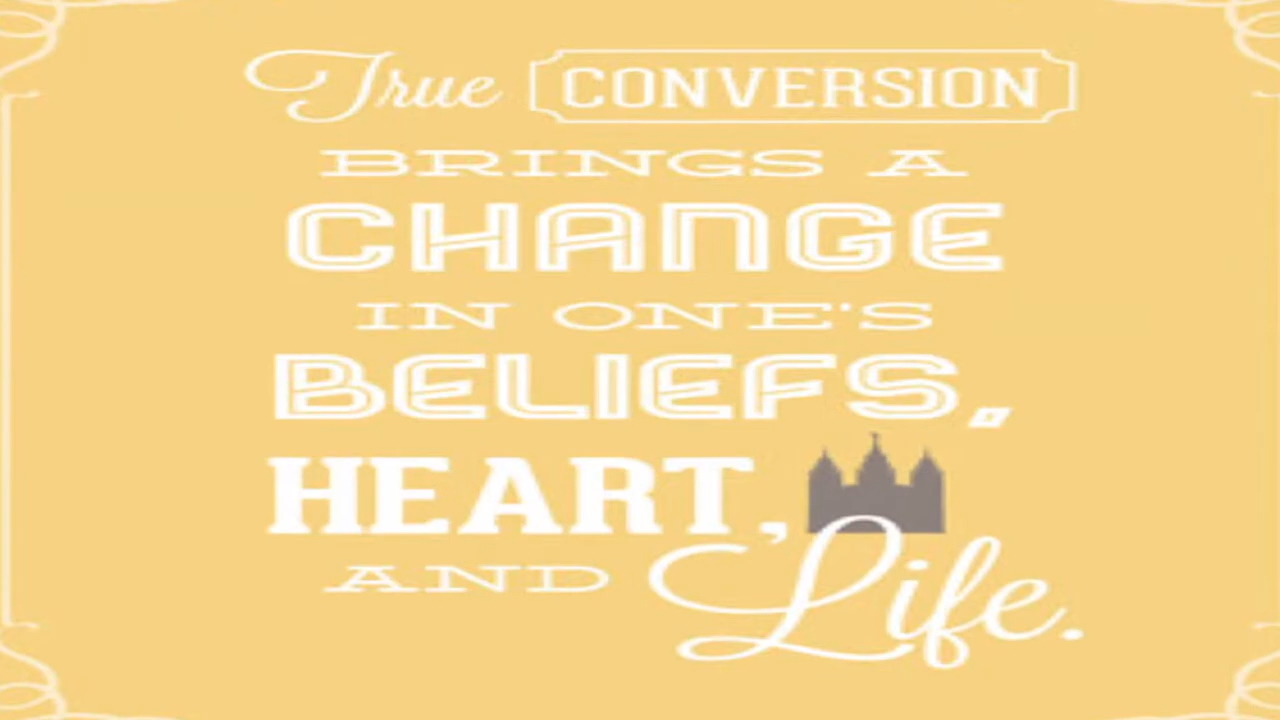 True CONVERSION
BRINGS A
CHANGE
IN ONE'S
BELIEFS,
HEART,
AND Life.